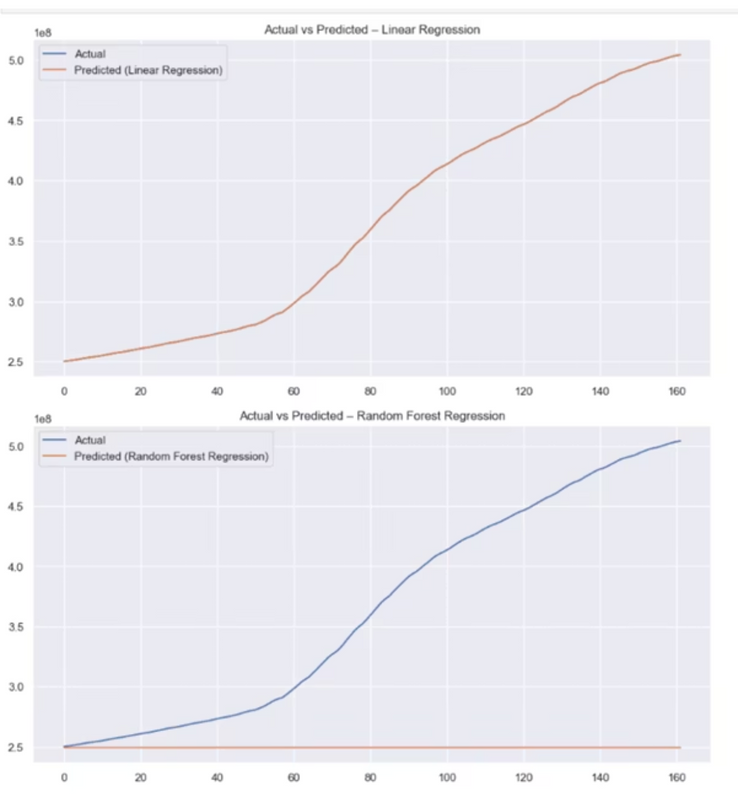 Actual vs Predicted – Linear Regression
1e8
Actual
Predicted (Linear Regression)
5.0
4.5
4.0
3.5
3.0
2.5
0 20 40 60 80 100 120 140 160
Actual vs Predicted – Random Forest Regression
1e8
Actual
Predicted (Random Forest Regression)
5.0
4.5
4.0
3.5
3.0
2.5
0 20 40 60 80 100 120 140 160